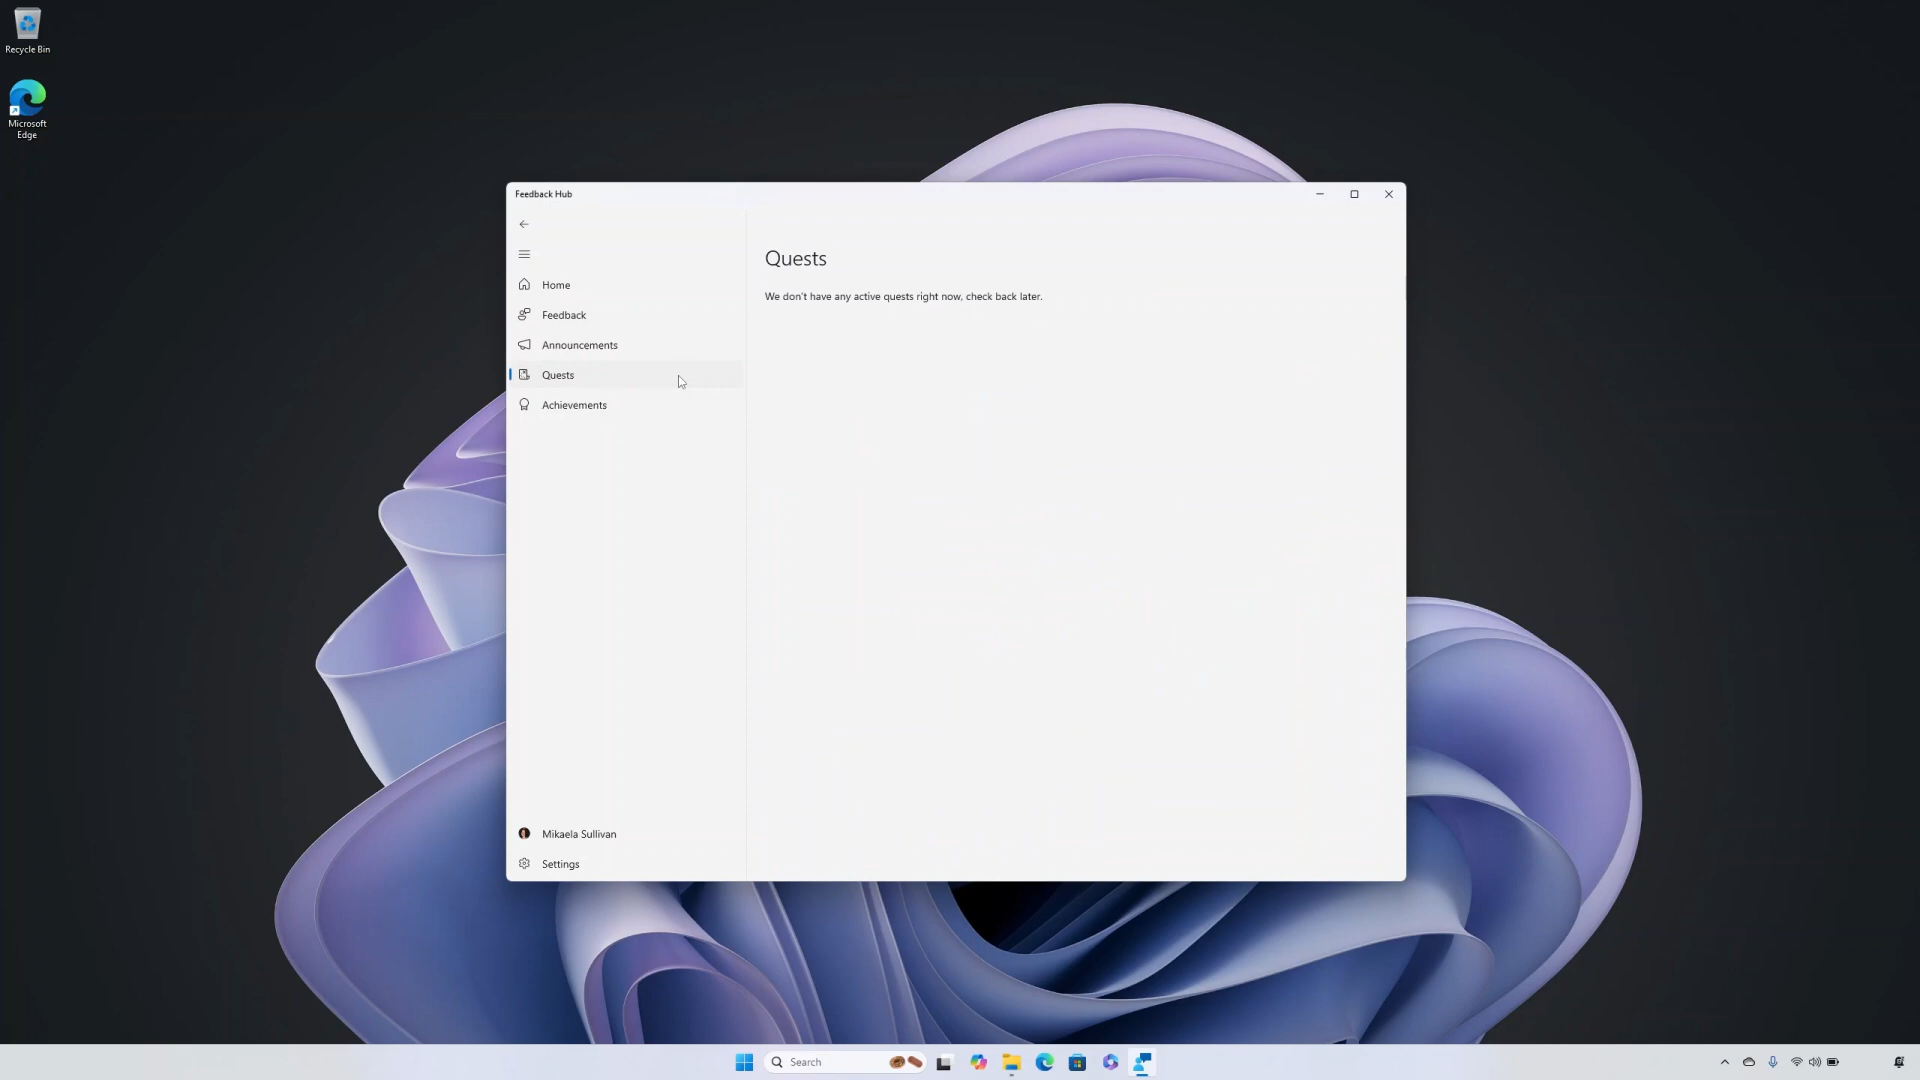 Recycle Bin
Microsoft
Edge
Feedback Hub
Home
Feedback
Announcements
Quests
Achievements
Mikaela Sullivan
Settings
Quests
We don't have any active quests right now, check back later.
Search